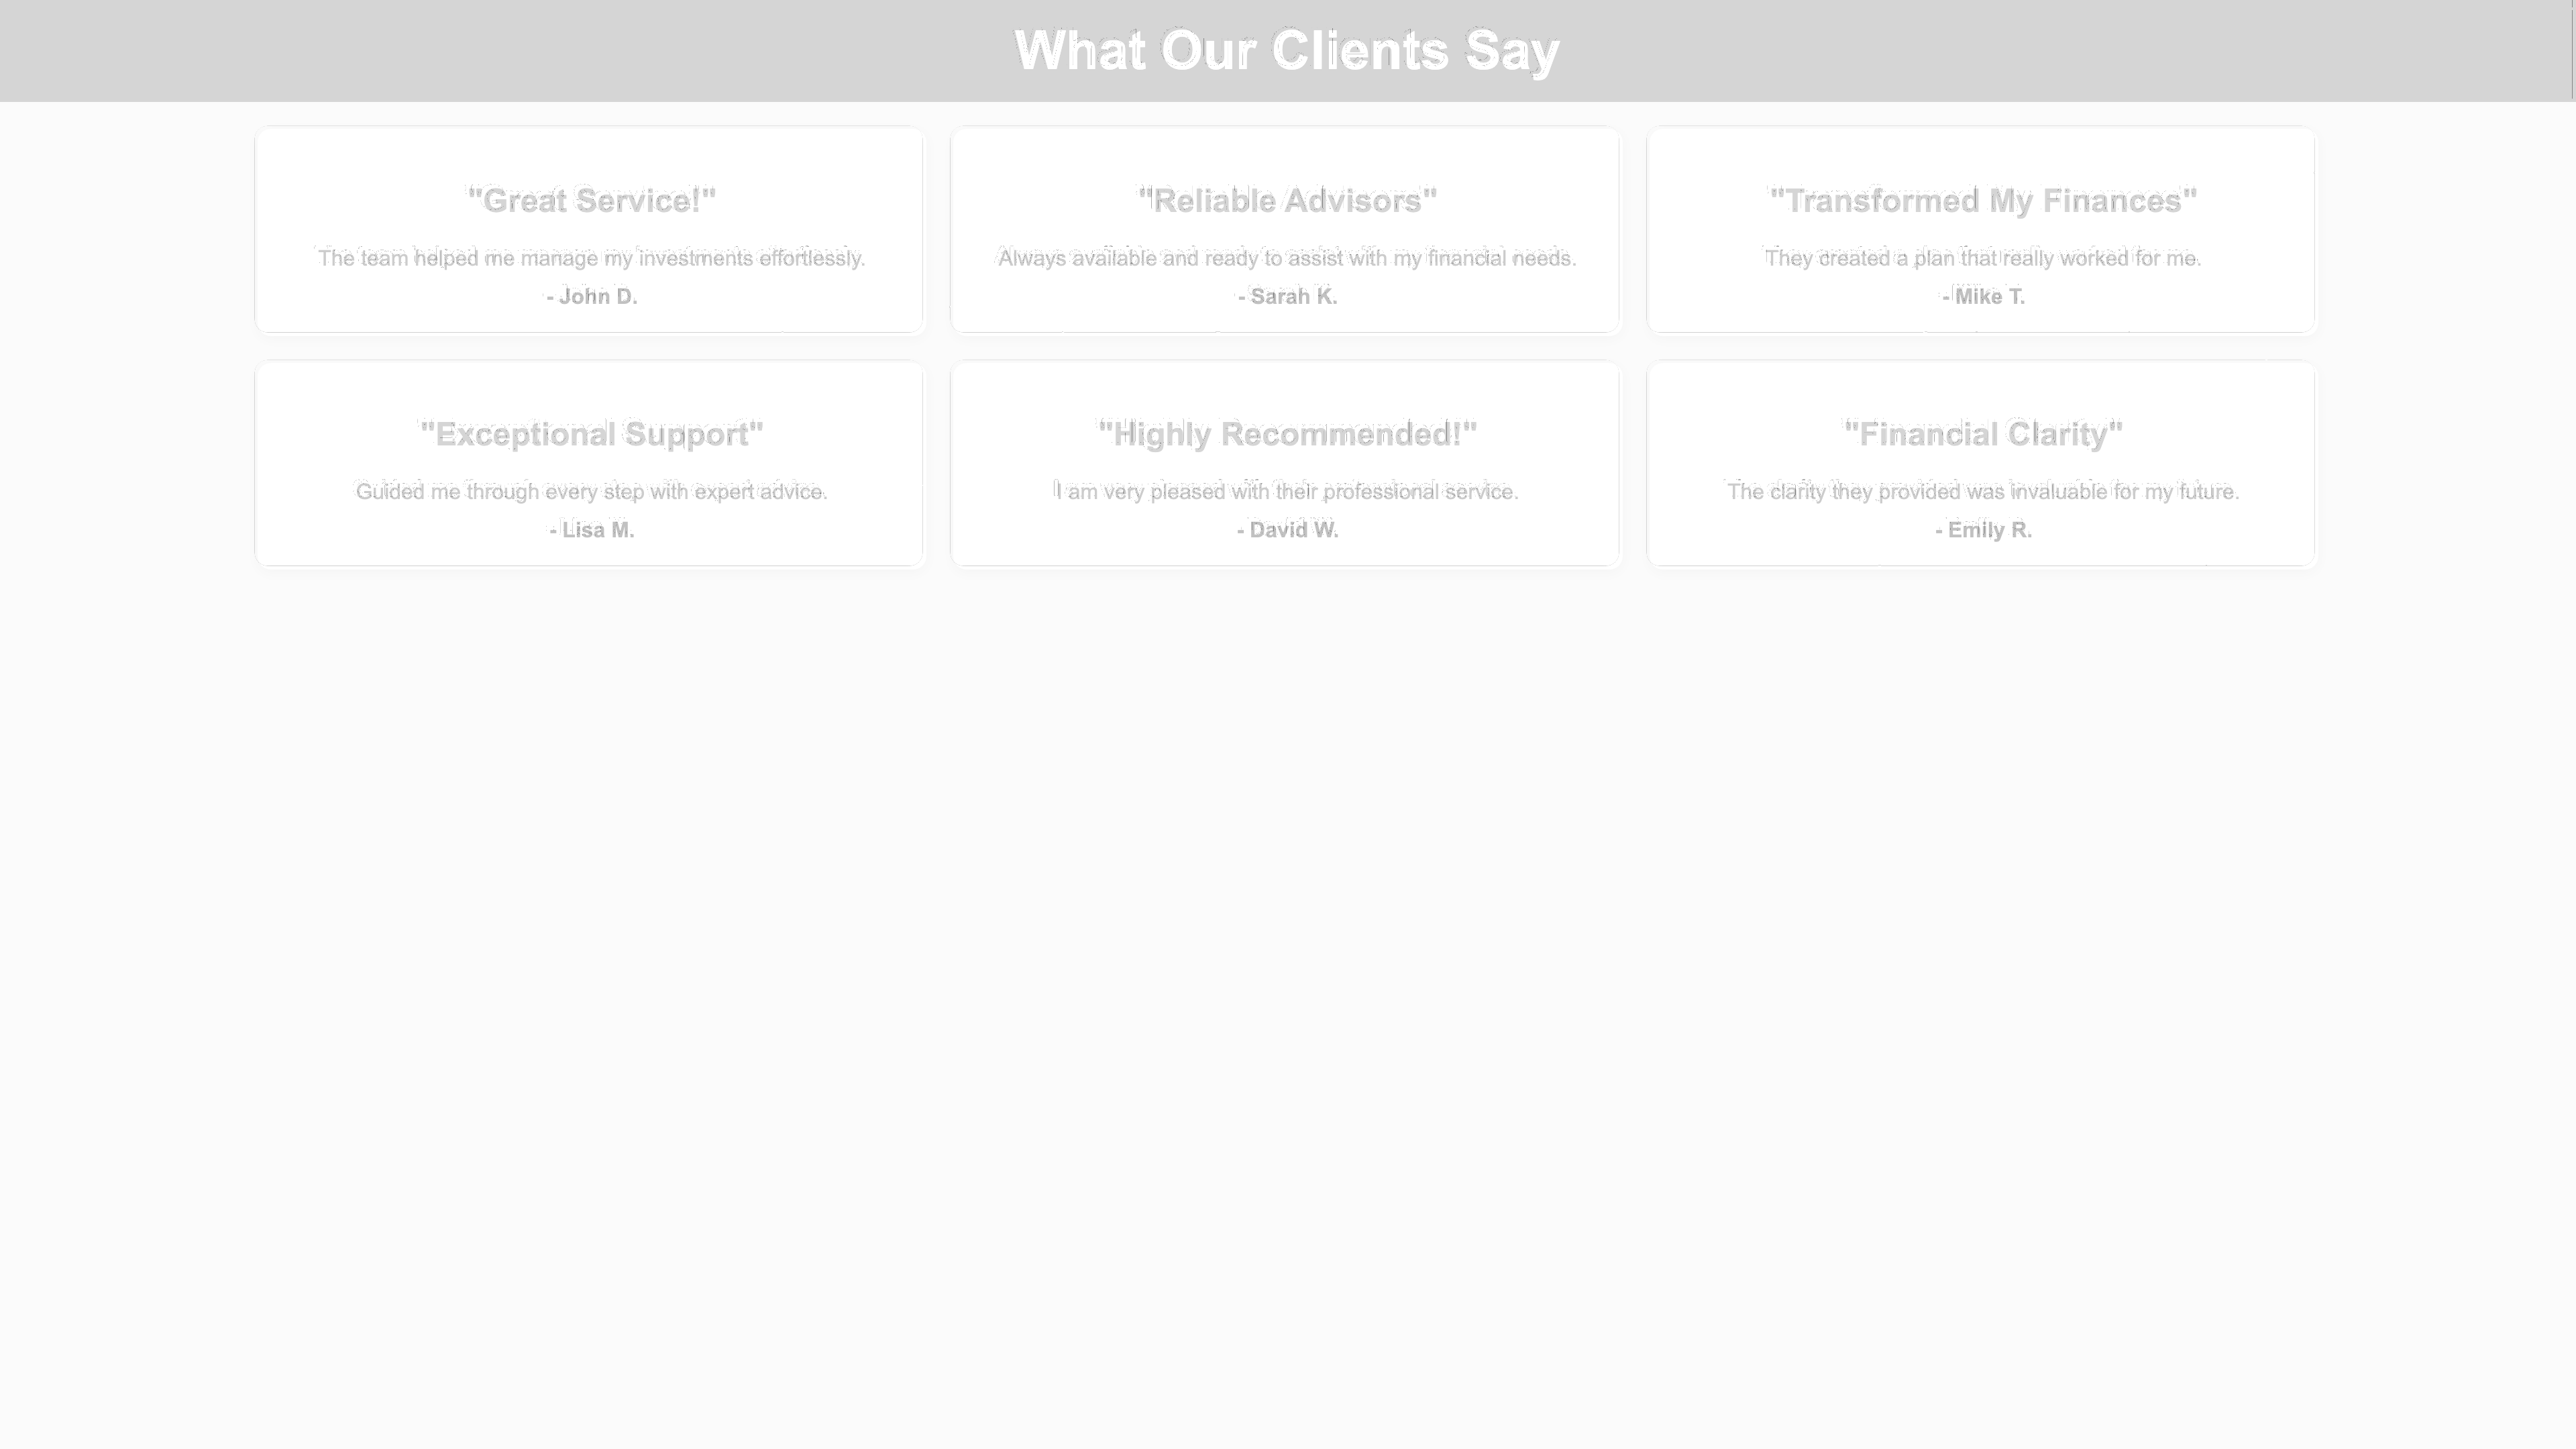 What Our Clients Say
"Great Service!"
The team helped me manage my investments effortlessly.
- John D.
"Reliable Advisors"
Always available and ready to assist with my financial needs.
- Sarah K.
"Transformed My Finances"
They created a plan that really worked for me.
- Mike T.
"Exceptional Support"
Guided me through every step with expert advice.
- Lisa M.
"Highly Recommended!"
I am very pleased with their professional service.
- David W.
"Financial Clarity"
The clarity they provided was invaluable for my future.
- Emily R.